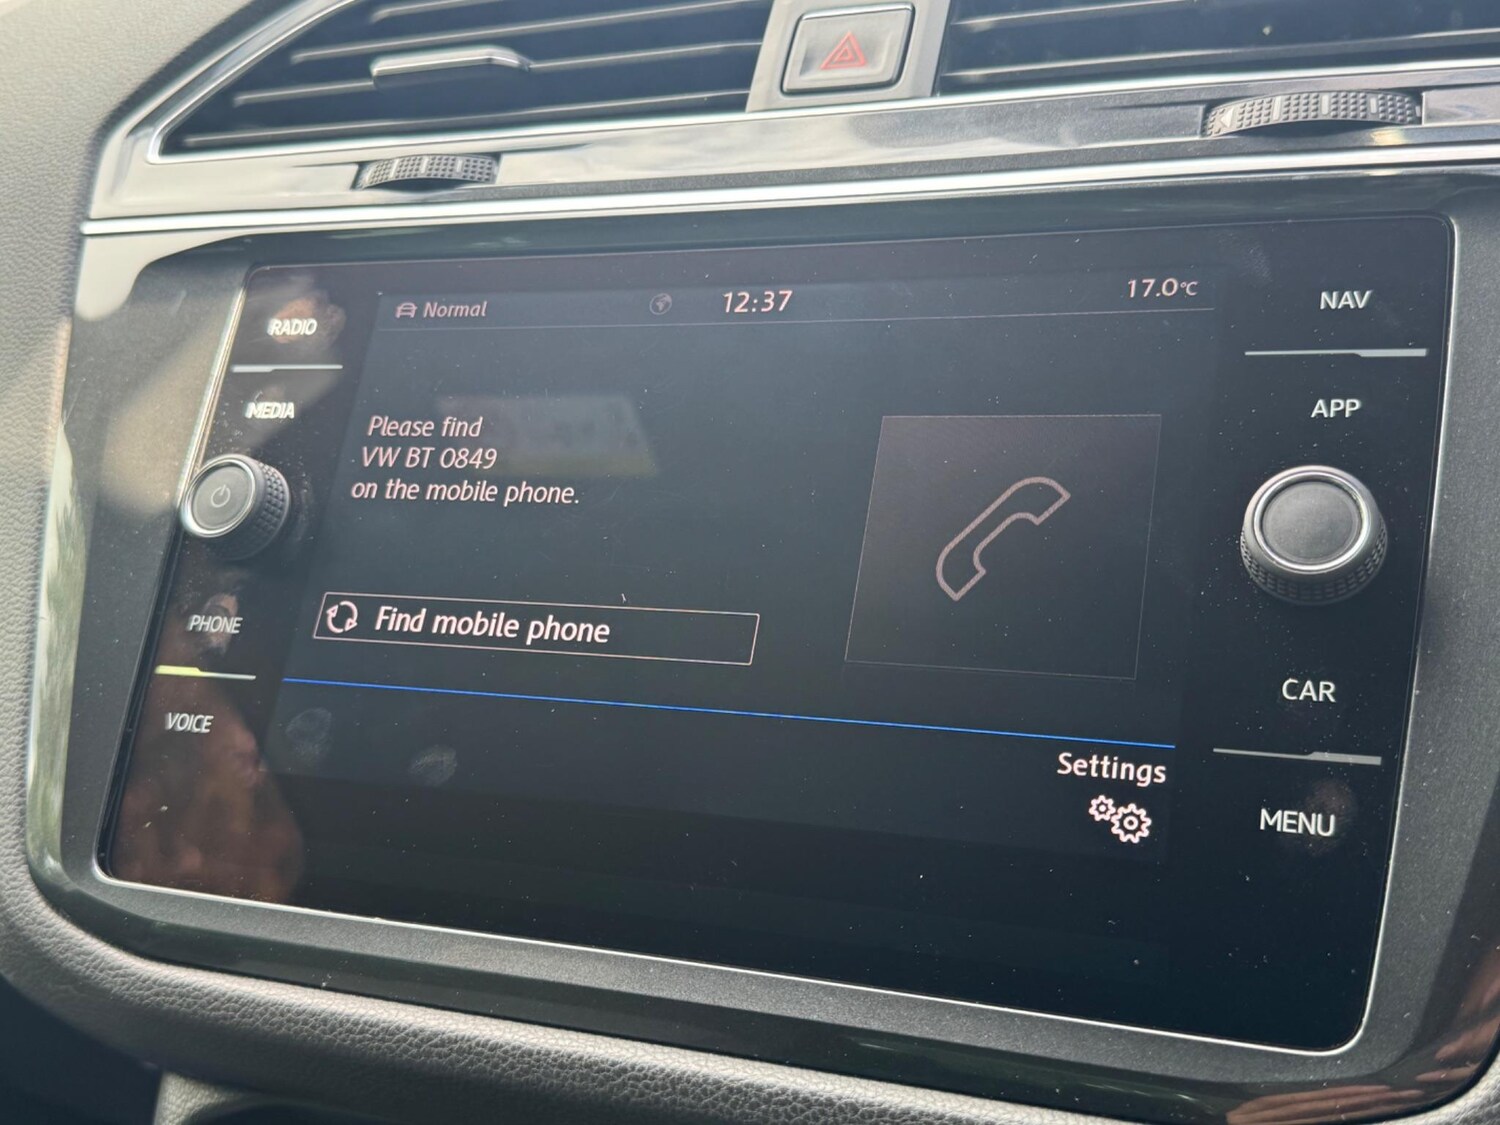 Normal
12:37
17.0°C
RADIO
MEDIA
PHONE
VOICE
Please find
VW BT 0849
on the mobile phone.
Find mobile phone
Settings
NAV
APP
CAR
MENU